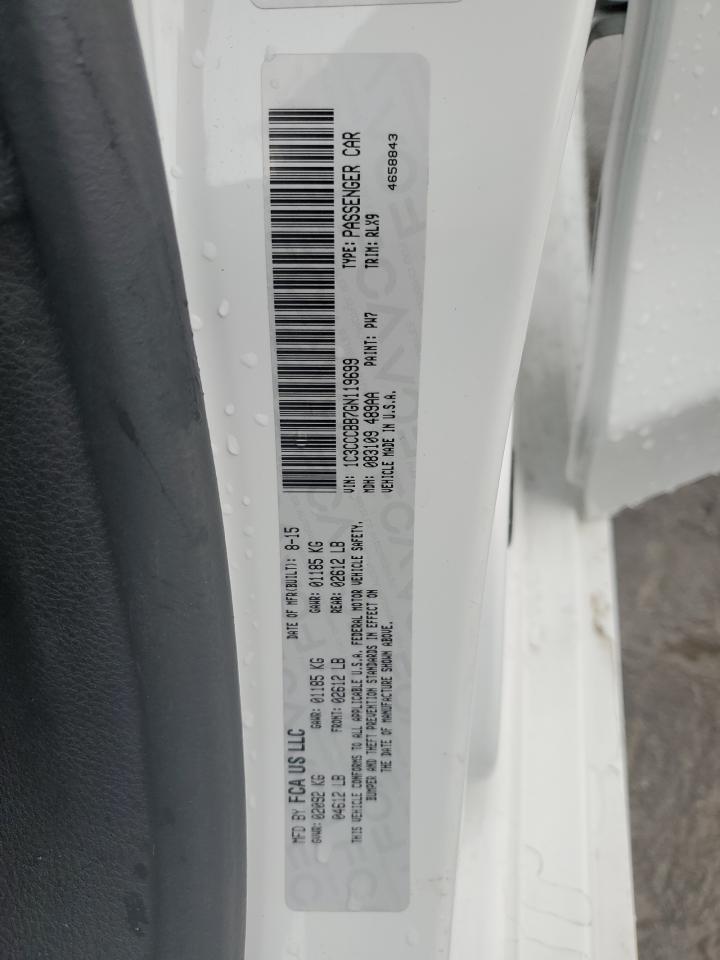 MFD BY FCA US LLC DATE OF MFR(BUILT): 8-15
GVWR: 02092 KG GAWR: 01185 KG GAWR: 01185 KG
04612 LB FRONT: 02612 LB REAR: 02612 LB
THIS VEHICLE CONFORMS TO ALL APPLICABLE U.S.A. FEDERAL MOTOR VEHICLE SAFETY,
BUMPER AND THEFT PREVENTION STANDARDS IN EFFECT ON
THE DATE OF MANUFACTURE SHOWN ABOVE.
VIN: 1C3CCCBB7GN119699 TYPE: PASSENGER CAR
MDH: 083109 489AA PAINT: PW7 TRIM: RLX9
VEHICLE MADE IN U.S.A. 4658843